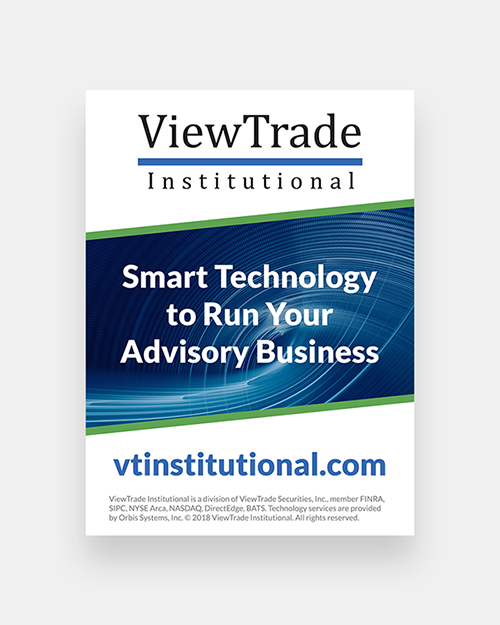 ViewTrade
Institutional
Smart Technology
to Run Your
Advisory Business
vtinstitutional.com
ViewTrade Institutional is a division of ViewTrade Securities, Inc., member FINRA,
SIPC, NYSE Arca, NASDAQ, DirectEdge, BATS. Technology services are provided
by Orbis Systems, Inc. © 2018 ViewTrade Institutional. All rights reserved.